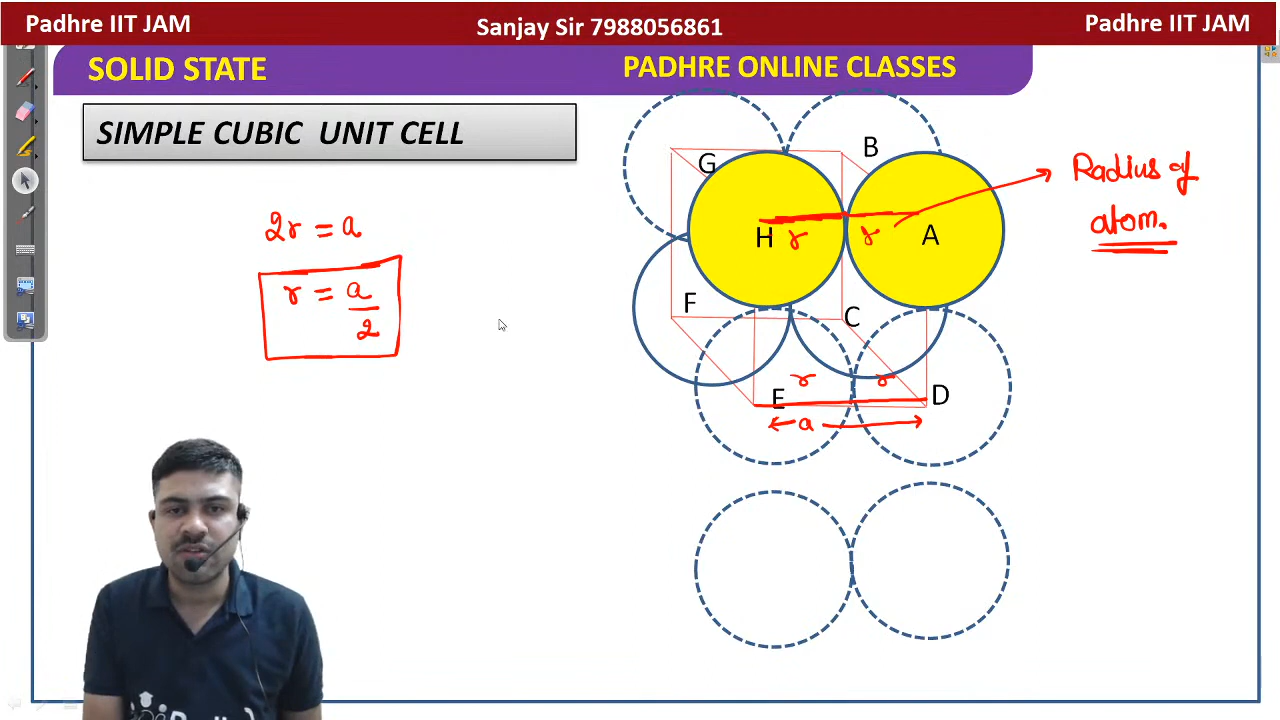 Padhre IIT JAM
Sanjay Sir 7988056861
Padhre IIT JAM
SOLID STATE
PADHRE ONLINE CLASSES
SIMPLE CUBIC UNIT CELL
2r = a
r = a/2
G
B
H
r
r
A
Radius of
atom.
F
C
r
r
E
D
a